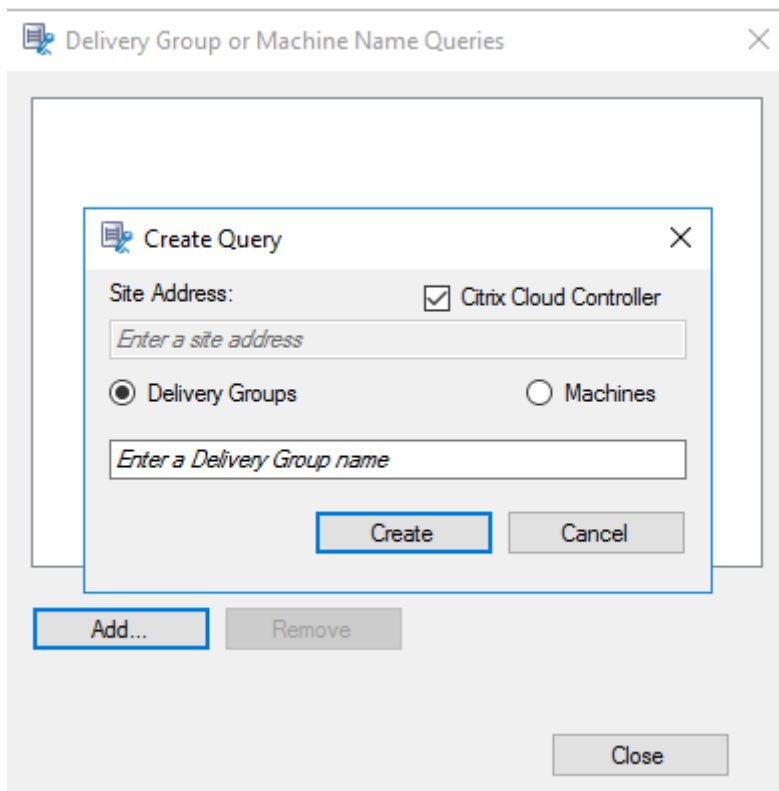 Delivery Group or Machine Name Queries
Create Query
Site Address:
Citrix Cloud Controller
Enter a site address
Delivery Groups
Machines
Enter a Delivery Group name
Create
Cancel
Add...
Remove
Close